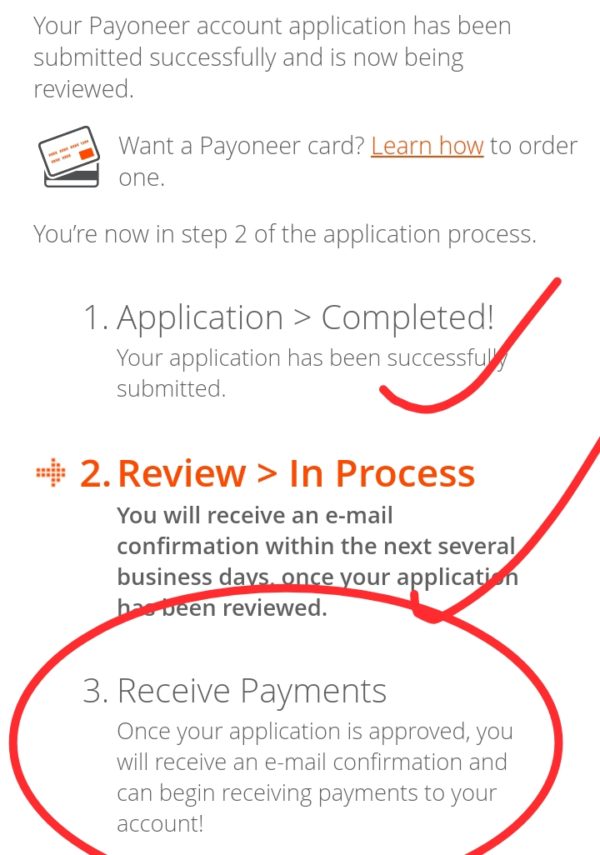 Your Payoneer account application has been
submitted successfully and is now being
reviewed.
Want a Payoneer card? Learn how to order
one.
You’re now in step 2 of the application process.
1. Application > Completed!
Your application has been successfully
submitted.
2. Review > In Process
You will receive an e-mail
confirmation within the next several
business days, once your application
has been reviewed.
3. Receive Payments
Once your application is approved, you
will receive an e-mail confirmation and
can begin receiving payments to your
account!